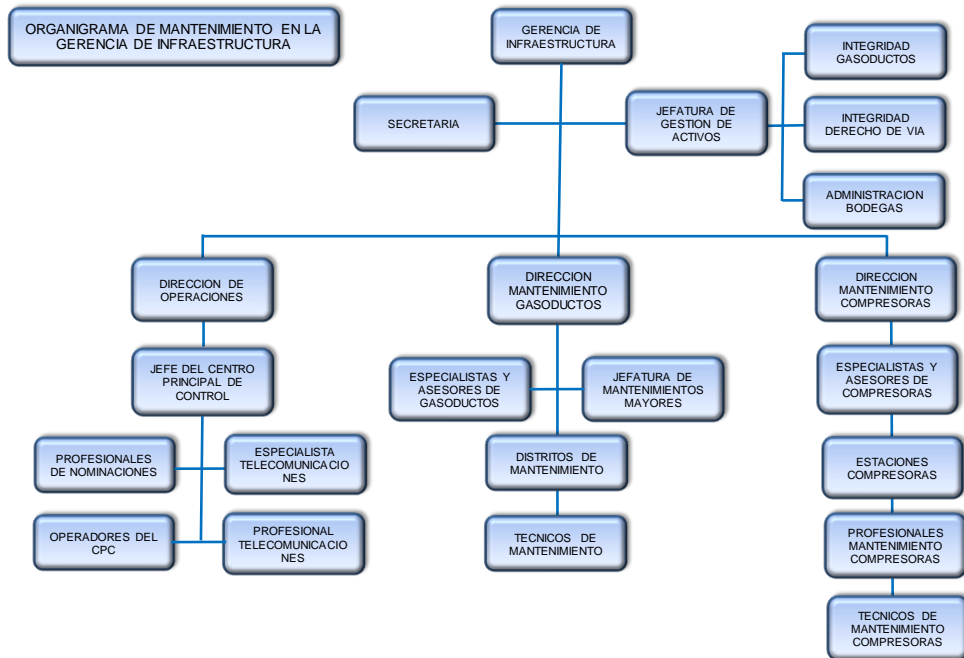 ORGANIGRAMA DE MANTENIMIENTO EN LA
GERENCIA DE INFRAESTRUCTURA
GERENCIA DE
INFRAESTRUCTURA
INTEGRIDAD
GASODUCTOS
SECRETARIA
JEFATURA DE
GESTION DE
ACTIVOS
INTEGRIDAD
DERECHO DE VIA
ADMINISTRACION
BODEGAS
DIRECCION DE
OPERACIONES
DIRECCION
MANTENIMIENTO
GASODUCTOS
DIRECCION
MANTENIMIENTO
COMPRESORAS
JEFE DEL CENTRO
PRINCIPAL DE
CONTROL
ESPECIALISTAS Y
ASESORES DE
GASODUCTOS
JEFATURA DE
MANTENIMIENTOS
MAYORES
ESPECIALISTAS Y
ASESORES DE
COMPRESORAS
PROFESIONALES
DE NOMINACIONES
ESPECIALISTA
TELECOMUNICACIO
NES
DISTRITOS DE
MANTENIMIENTO
ESTACIONES
COMPRESORAS
OPERADORES DEL
CPC
PROFESIONAL
TELECOMUNICACIO
NES
TECNICOS DE
MANTENIMIENTO
PROFESIONALES
MANTENIMIENTO
COMPRESORAS
TECNICOS DE
MANTENIMIENTO
COMPRESORAS